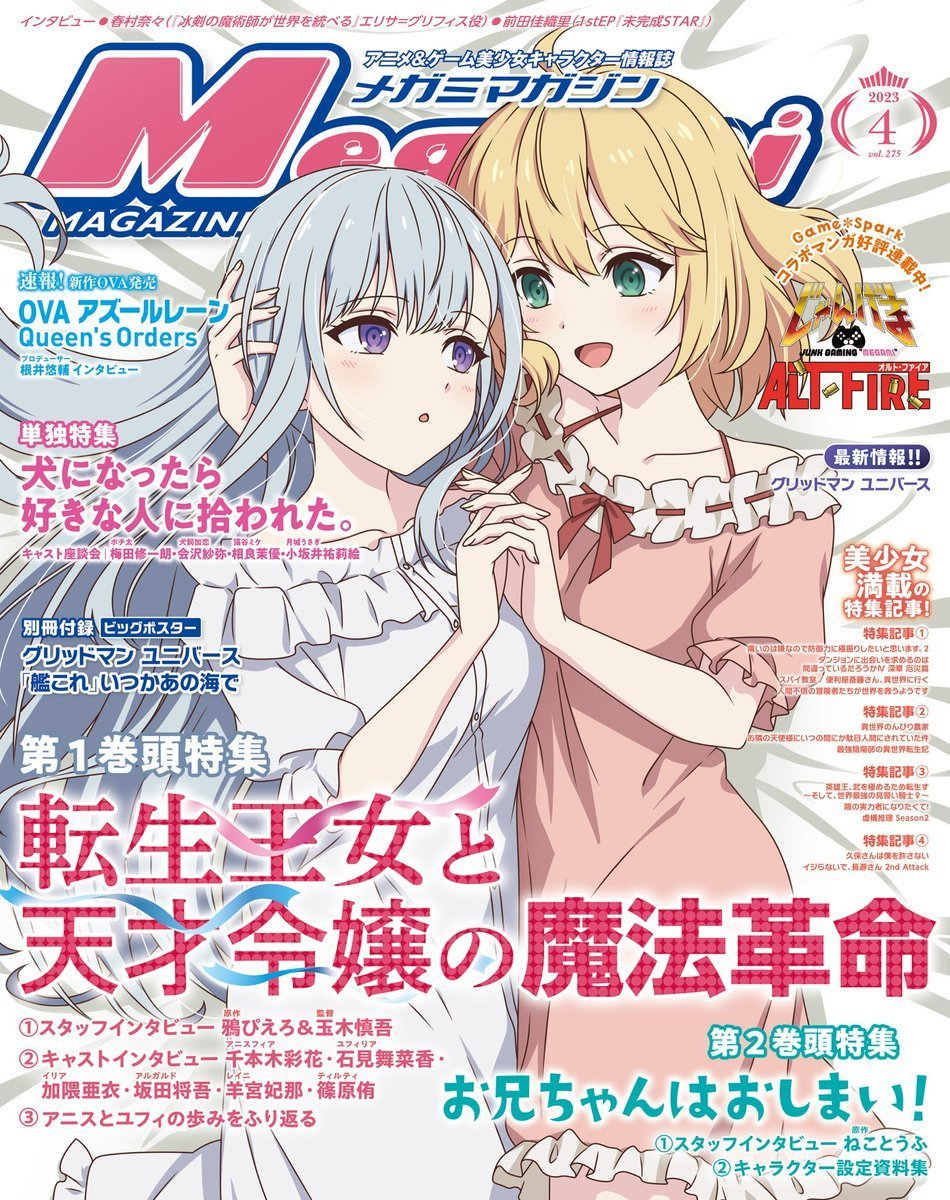 インタビュー●春村奈々(『冰剣の魔術師が世界を統べる』エリサ=グリフィス役)●前田佳織里(1stEP『未完成STAR』)
アニメ&ゲーム美少女キャラクター情報誌
メガミマガジン
Megami
MAGAZINE
2023
4
vol. 275
Game*Spark
コラボマンガ好評連載中!
じゃんげま
JUNK GAMING "MEGAMI"
オルト・ファイア
ALT-FIRE
速報! 新作OVA発売
OVA アズールレーン
Queen's Orders
プロデューサー
根井悠輔 インタビュー
単独特集
犬になったら
好きな人に拾われた。
ポチ太 犬飼加恋 猫谷ミケ 月城うさぎ
キャスト座談会|梅田修一朗・会沢紗弥・相良茉優・小坂井祐莉絵
最新情報!!
グリッドマン ユニバース
別冊付録 ビッグポスター
グリッドマン ユニバース
『艦これ』いつかあの海で
美少女
満載の
特集記事!
特集記事①
痛いのは嫌なので防御力に極振りしたいと思います。2
ダンジョンに出会いを求めるのは
間違っているだろうかⅣ 深章 厄災篇
スパイ教室/便利屋斎藤さん、異世界に行く
人間不信の冒険者たちが世界を救うようです
特集記事②
異世界のんびり農家
お隣の天使様にいつの間にか駄目人間にされていた件
最強陰陽師の異世界転生記
特集記事③
英雄王、武を極めるため転生す
〜そして、世界最強の見習い騎士♀〜
陰の実力者になりたくて!
虚構推理 Season2
特集記事④
久保さんは僕を許さない
イジらないで、長瀞さん 2nd Attack
第1巻頭特集
転生王女と
天才令嬢の魔法革命
原作 監督
①スタッフインタビュー 鴉ぴえろ&玉木慎吾
アニスフィア ユフィリア
②キャストインタビュー 千本木彩花・石見舞菜香・
イリア アルガルド レイニ ティルティ
加隈亜衣・坂田将吾・羊宮妃那・篠原侑
③アニスとユフィの歩みをふり返る
第2巻頭特集
お兄ちゃんはおしまい!
原作
①スタッフインタビュー ねことうふ
②キャラクター設定資料集